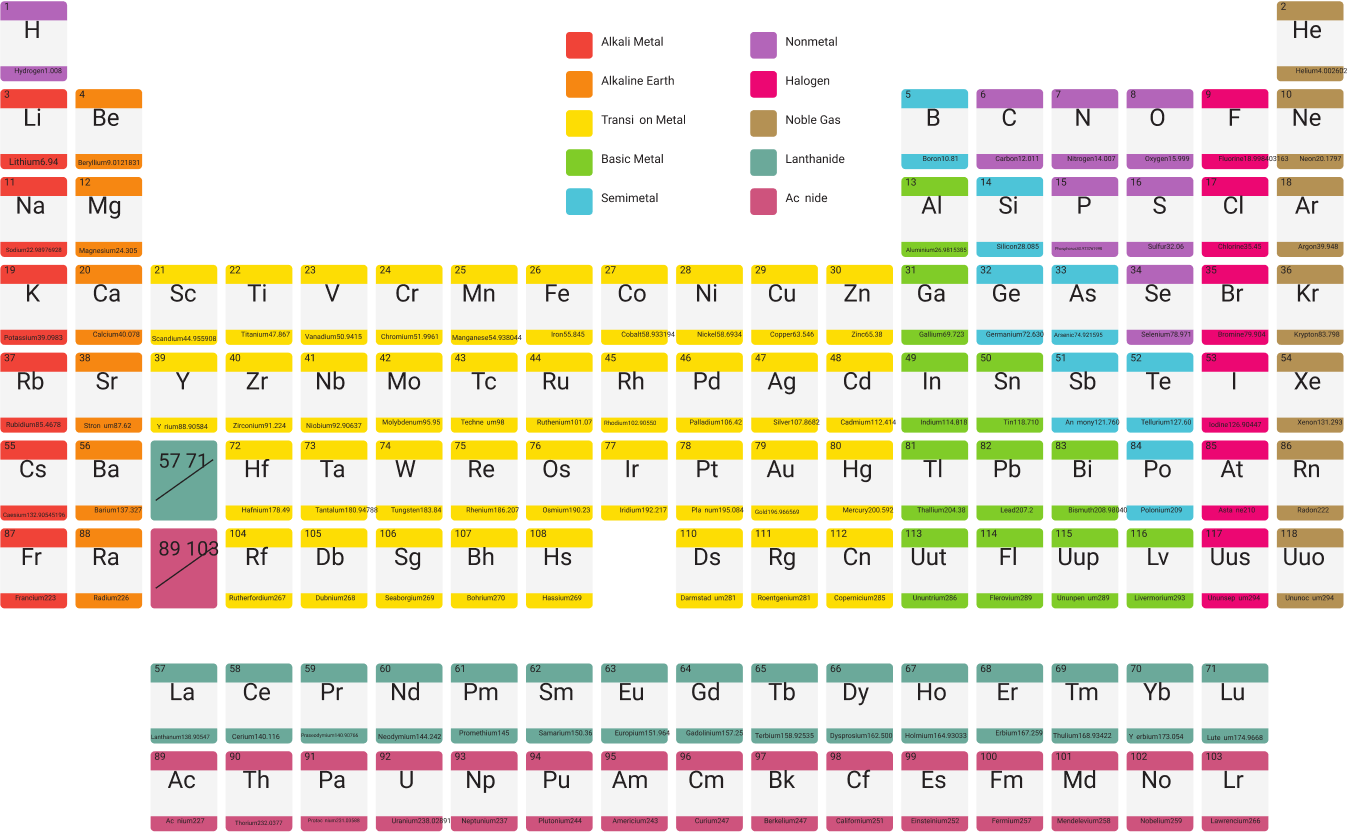 1 2
H He
Hydrogen1.008 Helium4.002602
Alkali Metal Nonmetal
Alkaline Earth Halogen
Transi on Metal Noble Gas
Basic Metal Lanthanide
Semimetal Ac nide
3 4 5 6 7 8 9 10
Li Be B C N O F Ne
Lithium6.94 Beryllium9.0121831 Boron10.81 Carbon12.011 Nitrogen14.007 Oxygen15.999 Fluorine18.998403163 Neon20.1797
11 12 13 14 15 16 17 18
Na Mg Al Si P S Cl Ar
Sodium22.98976928 Magnesium24.305 Aluminium26.9815385 Silicon28.085 Sulfur32.06 Chlorine35.45 Argon39.948
19 20 21 22 23 24 25 26 27 28 29 30 31 32 33 34 35 36
K Ca Sc Ti V Cr Mn Fe Co Ni Cu Zn Ga Ge As Se Br Kr
Potassium39.0983 Calcium40.078 Scandium44.955908 Titanium47.867 Vanadium50.9415 Chromium51.9961 Manganese54.938044 Iron55.845 Cobalt58.933194 Nickel58.6934 Copper63.546 Zinc65.38 Gallium69.723 Germanium72.630 Arsenic74.921595 Selenium78.971 Bromine79.904 Krypton83.798
37 38 39 40 41 42 43 44 45 46 47 48 49 50 51 52 53 54
Rb Sr Y Zr Nb Mo Tc Ru Rh Pd Ag Cd In Sn Sb Te I Xe
Rubidium85.4678 Stron um87.62 Y rium88.90584 Zirconium91.224 Niobium92.90637 Molybdenum95.95 Techne um98 Ruthenium101.07 Rhodium102.90550 Palladium106.42 Silver107.8682 Cadmium112.414 Indium114.818 Tin118.710 An mony121.760 Tellurium127.60 Iodine126.90447 Xenon131.293
55 56 57 71 72 73 74 75 76 77 78 79 80 81 82 83 84 85 86
Cs Ba Hf Ta W Re Os Ir Pt Au Hg Tl Pb Bi Po At Rn
Caesium132.90545196 Barium137.327 Hafnium178.49 Tantalum180.94788 Tungsten183.84 Rhenium186.207 Osmium190.23 Iridium192.217 Pla num195.084 Gold196.966569 Mercury200.592 Thallium204.38 Lead207.2 Bismuth208.98040 Polonium209 Asta ne210 Radon222
87 88 89 103 104 105 106 107 108 110 111 112 113 114 115 116 117 118
Fr Ra Rf Db Sg Bh Hs Ds Rg Cn Uut Fl Uup Lv Uus Uuo
Francium223 Radium226 Rutherfordium267 Dubnium268 Seaborgium269 Bohrium270 Hassium269 Darmstad um281 Roentgenium281 Copernicium285 Ununtrium286 Flerovium289 Ununpen um289 Livermorium293 Ununsep um294 Ununoc um294
57 58 59 60 61 62 63 64 65 66 67 68 69 70 71
La Ce Pr Nd Pm Sm Eu Gd Tb Dy Ho Er Tm Yb Lu
Lanthanum138.90547 Cerium140.116 Praseodymium140.90766 Neodymium144.242 Promethium145 Samarium150.36 Europium151.964 Gadolinium157.25 Terbium158.92535 Dysprosium162.500 Holmium164.93033 Erbium167.259 Thulium168.93422 Y erbium173.054 Lute um174.9668
89 90 91 92 93 94 95 96 97 98 99 100 101 102 103
Ac Th Pa U Np Pu Am Cm Bk Cf Es Fm Md No Lr
Ac nium227 Thorium232.0377 Protac nium231.03588 Uranium238.02891 Neptunium237 Plutonium244 Americium243 Curium247 Berkelium247 Californium251 Einsteinium252 Fermium257 Mendelevium258 Nobelium259 Lawrencium266